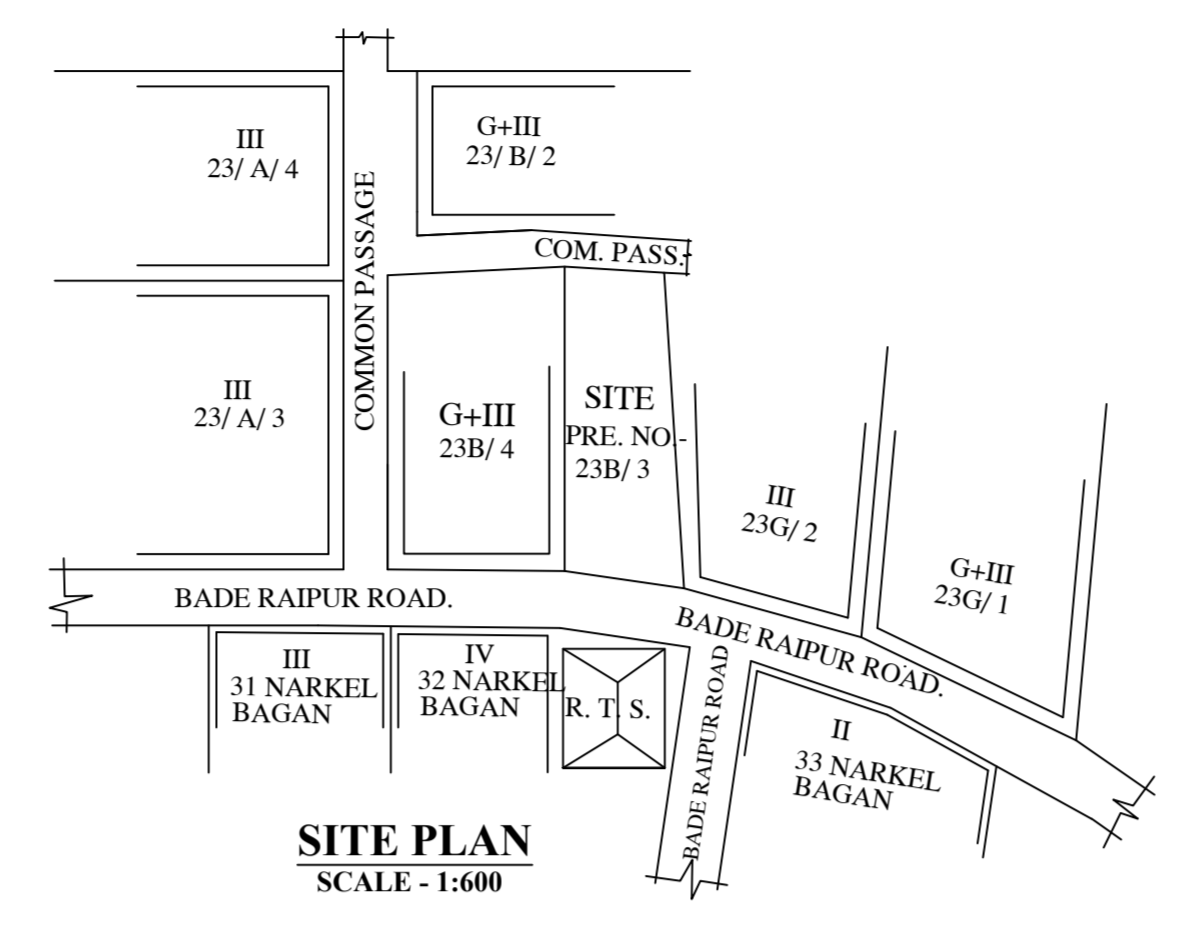 III
23/ A/ 4
G+III
23/ B/ 2
COMMON PASSAGE
COM. PASS.-
III
23/ A/ 3
G+III
23B/ 4
SITE
PRE. NO.-
23B/ 3
III
23G/ 2
G+III
23G/ 1
BADE RAIPUR ROAD.
BADE RAIPUR ROAD.
BADE RAIPUR ROAD
III
31 NARKEL
BAGAN
IV
32 NARKEL
BAGAN
R. T. S.
II
33 NARKEL
BAGAN
SITE PLAN
SCALE - 1:600